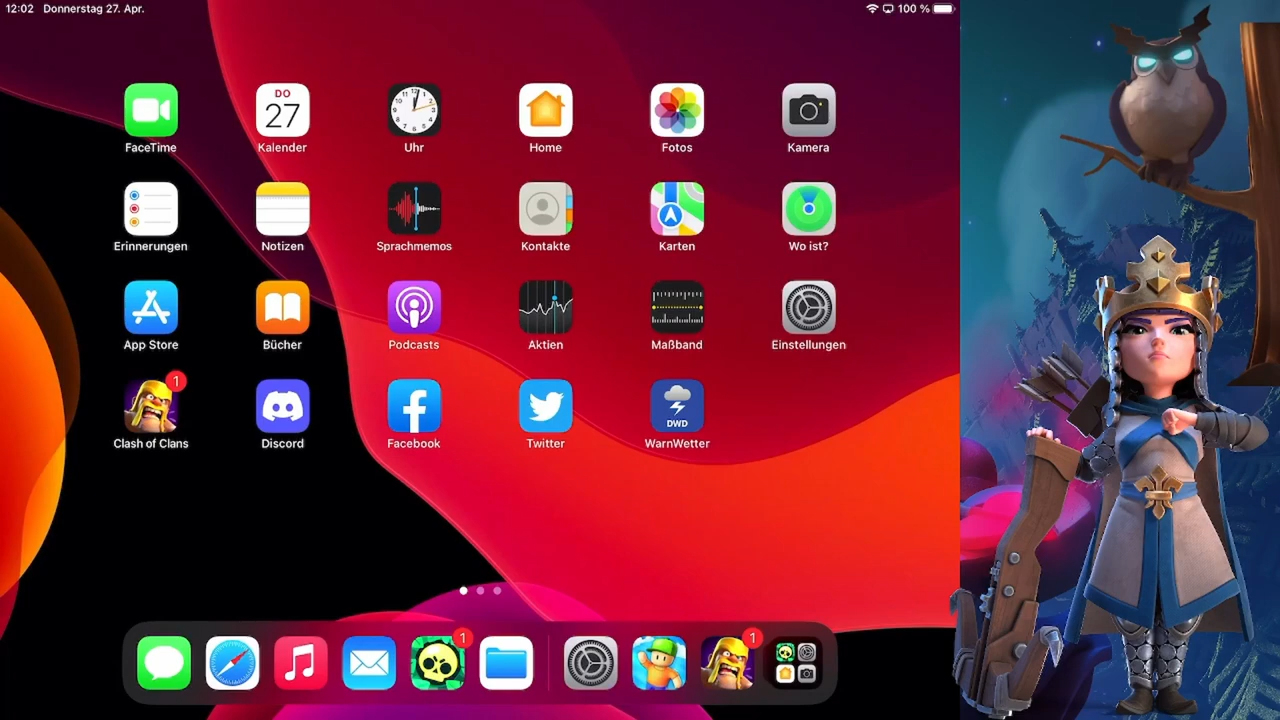 12:02 Donnerstag 27. Apr.
100 %
FaceTime
DO
27
Kalender
Uhr
Home
Fotos
Kamera
Erinnerungen
Notizen
Sprachmemos
Kontakte
Karten
Wo ist?
App Store
Bücher
Podcasts
Aktien
Maßband
Einstellungen
1
Clash of Clans
Discord
Facebook
Twitter
DWD
WarnWetter
1
1